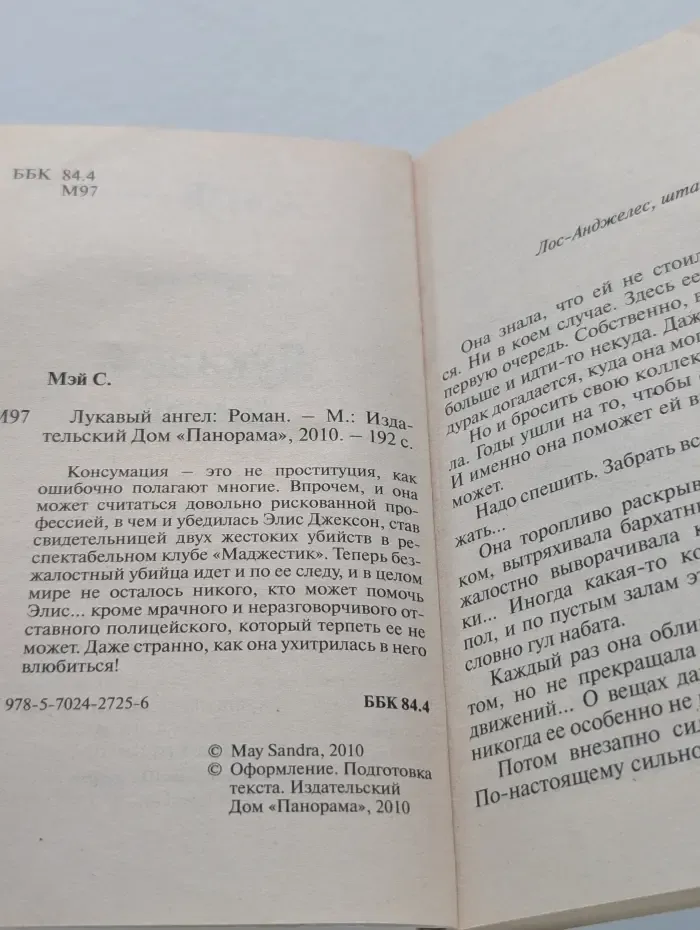 ББК 84.4
М97
Мэй С.
М97 Лукавый ангел: Роман. — М.: Изда-
тельский Дом «Панорама», 2010. — 192 с.
Консумация — это не проституция, как
ошибочно полагают многие. Впрочем, и она
может считаться довольно рискованной про-
фессией, в чем и убедилась Элис Джексон, став
свидетельницей двух жестоких убийств в ре-
спектабельном клубе «Маджестик». Теперь без-
жалостный убийца идет и по ее следу, и в целом
мире не осталось никого, кто может помочь
Элис... кроме мрачного и неразговорчивого от-
ставного полицейского, который терпеть ее не
может. Даже странно, как она ухитрилась в него
влюбиться!
978-5-7024-2725-6 ББК 84.4
© May Sandra, 2010
© Оформление. Подготовка
текста. Издательский
Дом «Панорама», 2010
Лос-Анджелес, шта
Она знала, что ей не стоил
ся. Ни в коем случае. Здесь ее
первую очередь. Собственно,
больше и идти-то некуда. Даж
дурак догадается, куда она мог
Но и бросить свою коллек
ла. Годы ушли на то, чтобы
И именно она поможет ей в
может.
Надо спешить. Забрать вс
жать...
Она торопливо раскрыв
ком, вытряхивала бархатн
жалостно выворачивала к
ки... Иногда какая-то ко
пол, и по пустым залам эт
словно гул набата.
Каждый раз она обли
том, но не прекращала
движений... О вещах да
никогда ее особенно не
Потом внезапно сил
По-настоящему сильно